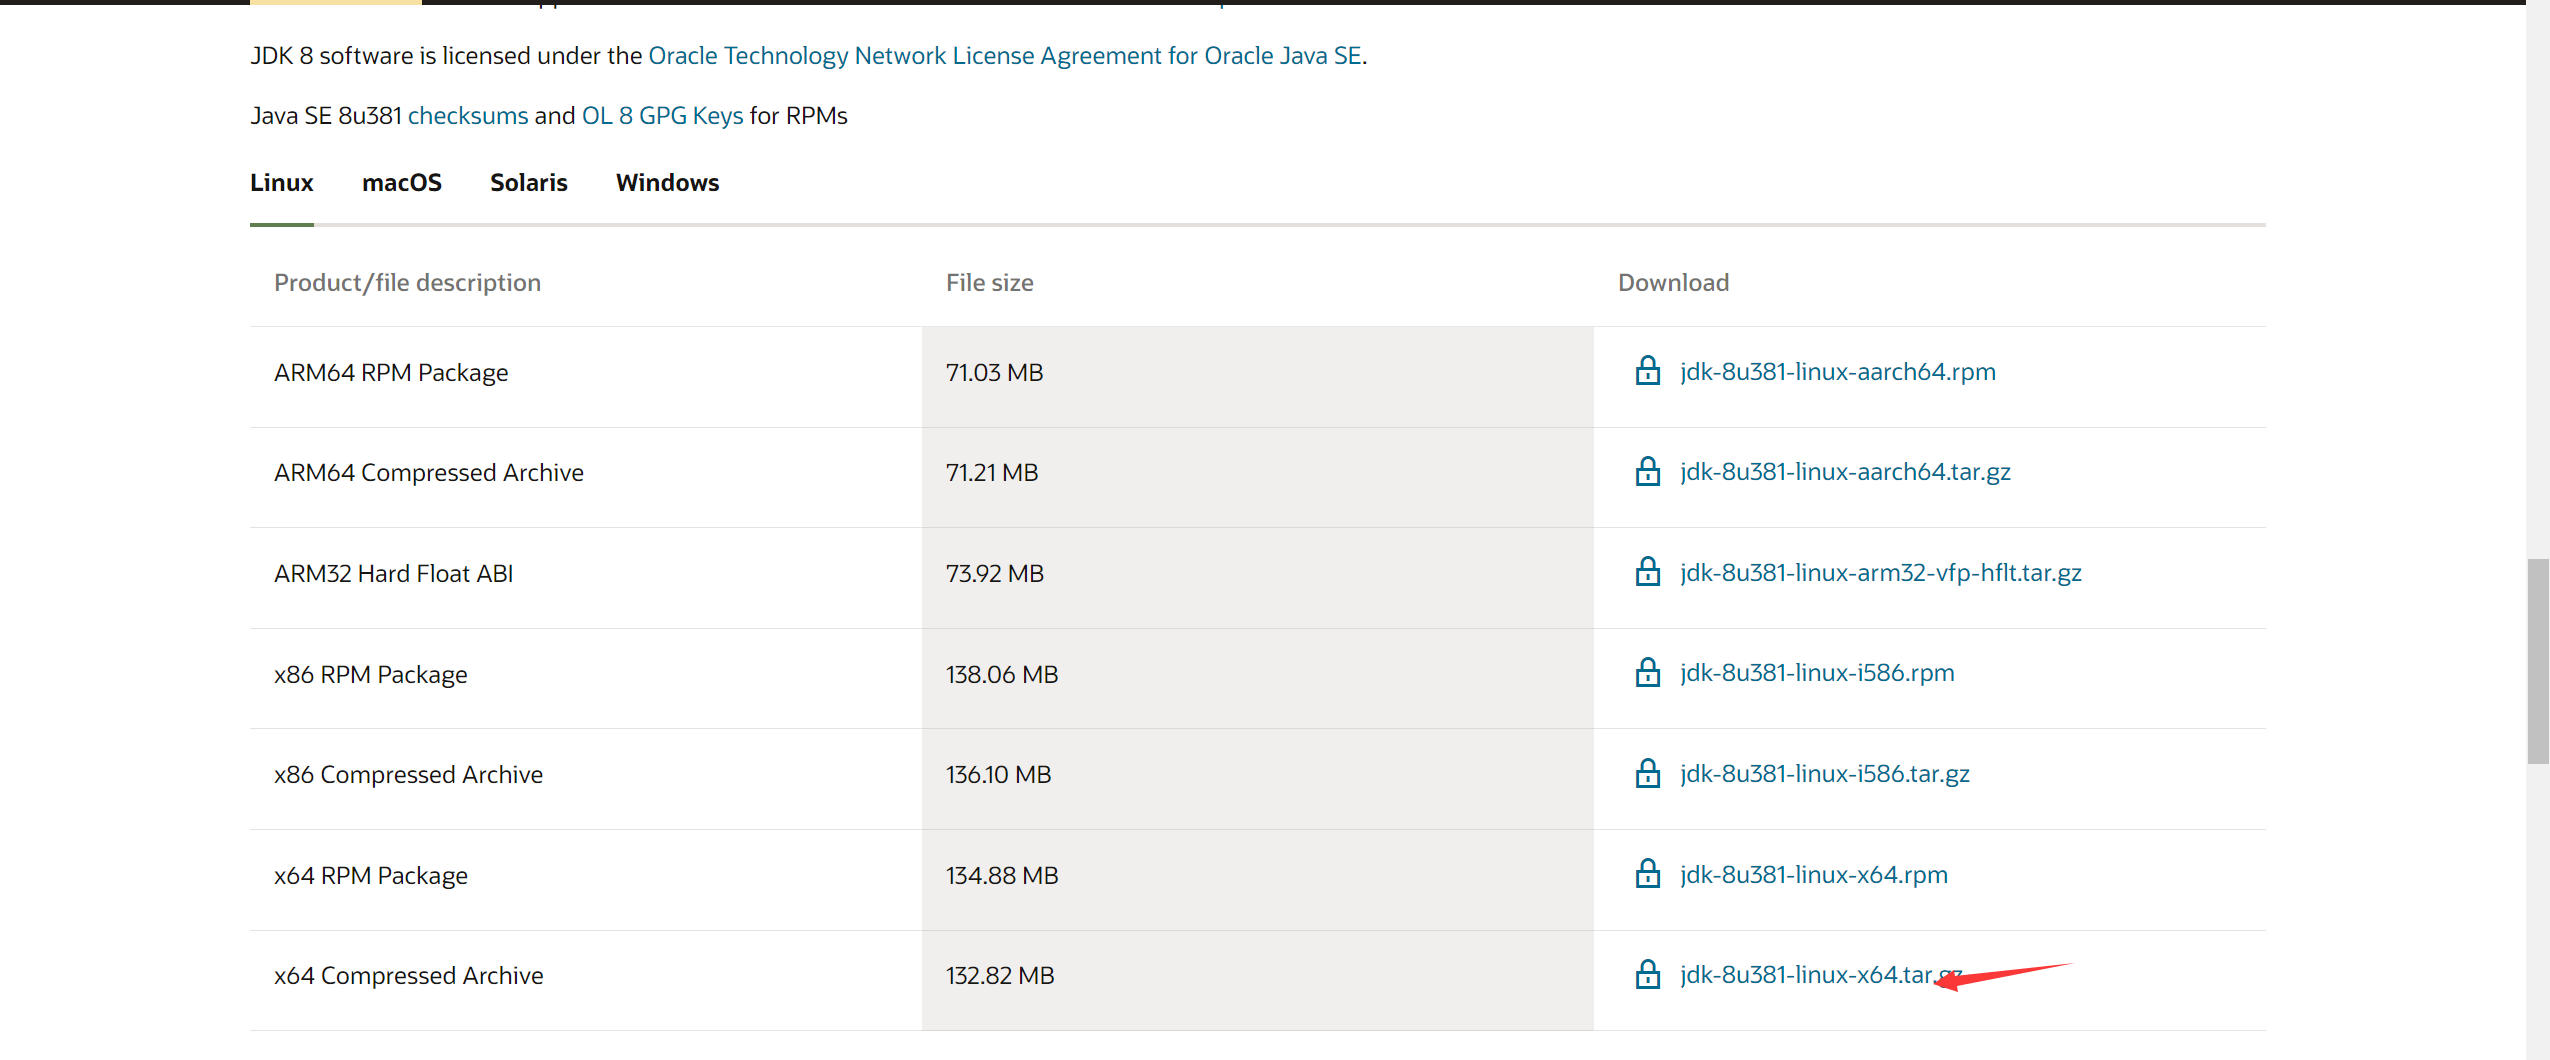 JDK 8 software is licensed under the Oracle Technology Network License Agreement for Oracle Java SE.
Java SE 8u381 checksums and OL 8 GPG Keys for RPMs
Linux macOS Solaris Windows
Product/file description File size Download
ARM64 RPM Package 71.03 MB jdk-8u381-linux-aarch64.rpm
ARM64 Compressed Archive 71.21 MB jdk-8u381-linux-aarch64.tar.gz
ARM32 Hard Float ABI 73.92 MB jdk-8u381-linux-arm32-vfp-hflt.tar.gz
x86 RPM Package 138.06 MB jdk-8u381-linux-i586.rpm
x86 Compressed Archive 136.10 MB jdk-8u381-linux-i586.tar.gz
x64 RPM Package 134.88 MB jdk-8u381-linux-x64.rpm
x64 Compressed Archive 132.82 MB jdk-8u381-linux-x64.tar.gz